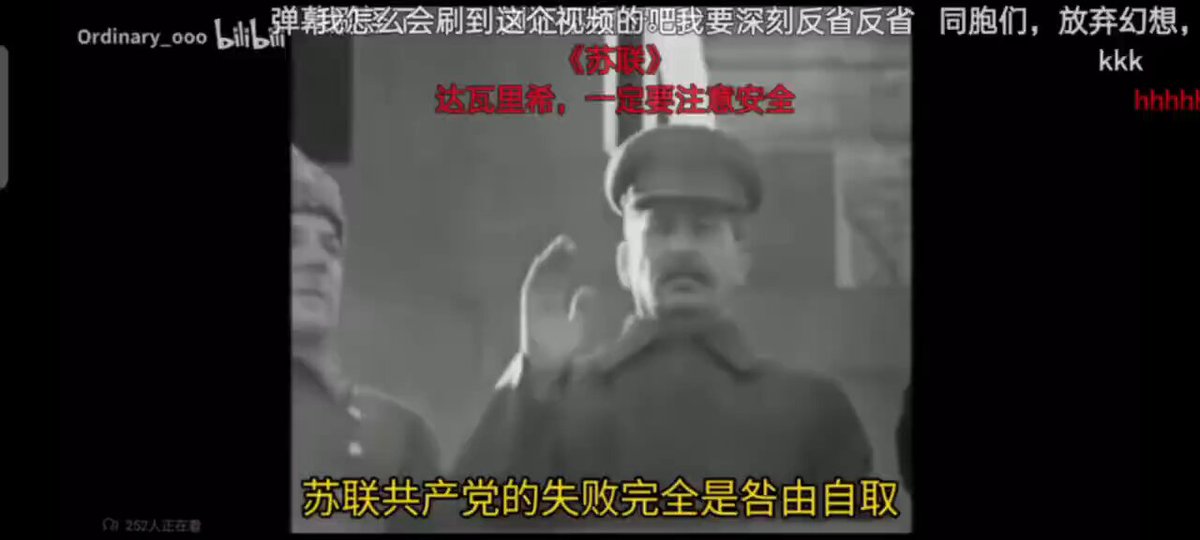 Ordinary_ooo bilibili
弹幕我怎么会刷到这个视频的吧我要深刻反省反省
同胞们，放弃幻想，
《苏联》
kkk
达瓦里希，一定要注意安全
hhhhh
苏联共产党的失败完全是咎由自取
252人正在看